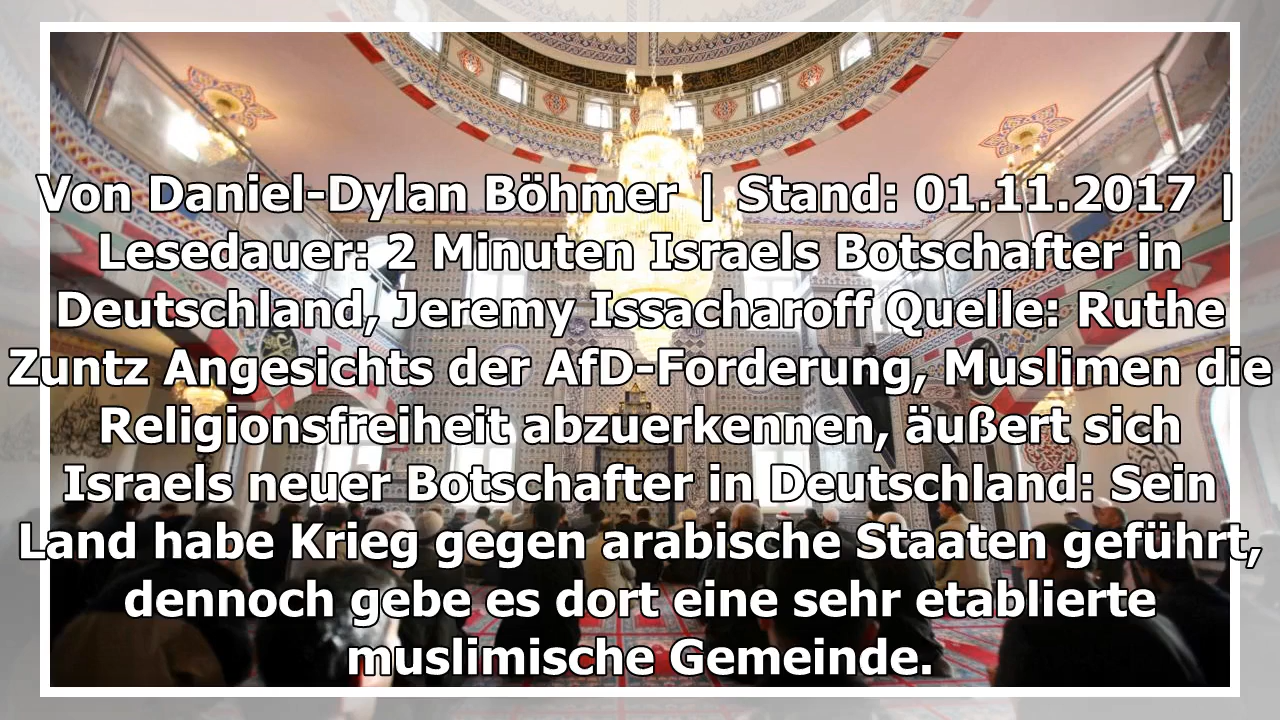 Von Daniel-Dylan Böhmer | Stand: 01.11.2017 |
Lesedauer: 2 Minuten Israels Botschafter in
Deutschland, Jeremy Issacharoff Quelle: Ruthe
Zuntz Angesichts der AfD-Forderung, Muslimen die
Religionsfreiheit abzuerkennen, äußert sich
Israels neuer Botschafter in Deutschland: Sein
Land habe Krieg gegen arabische Staaten geführt,
dennoch gebe es dort eine sehr etablierte
muslimische Gemeinde.